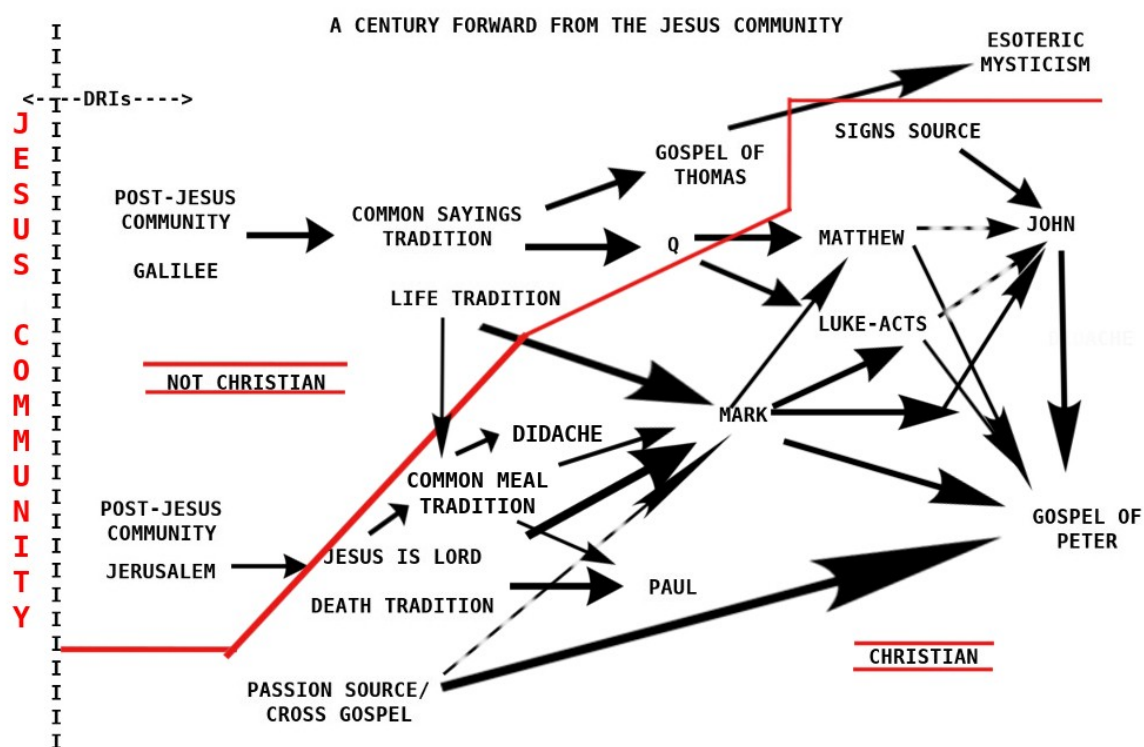 A CENTURY FORWARD FROM THE JESUS COMMUNITY
ESOTERIC
MYSTICISM
<----DRIs---->
JESUS COMMUNITY
SIGNS SOURCE
GOSPEL OF
THOMAS
POST-JESUS
COMMUNITY
GALILEE
COMMON SAYINGS
TRADITION
Q
MATTHEW
JOHN
LIFE TRADITION
LUKE-ACTS
NOT CHRISTIAN
MARK
DIDACHE
COMMON MEAL
TRADITION
POST-JESUS
COMMUNITY
JERUSALEM
JESUS IS LORD
DEATH TRADITION
PAUL
GOSPEL OF
PETER
CHRISTIAN
PASSION SOURCE/
CROSS GOSPEL